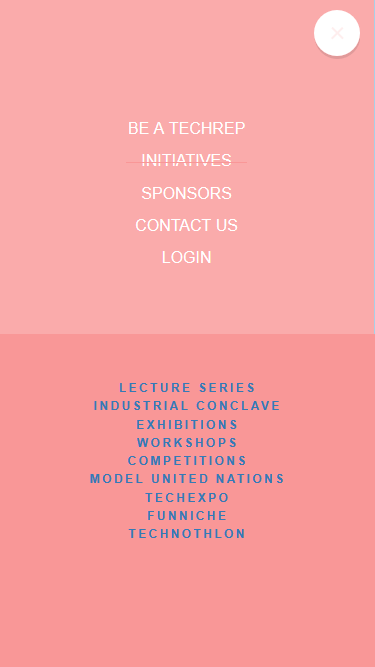 BE A TECHREP
INITIATIVES
SPONSORS
CONTACT US
LOGIN
LECTURE SERIES
INDUSTRIAL CONCLAVE
EXHIBITIONS
WORKSHOPS
COMPETITIONS
MODEL UNITED NATIONS
TECHEXPO
FUNNICHE
TECHNOTHLON